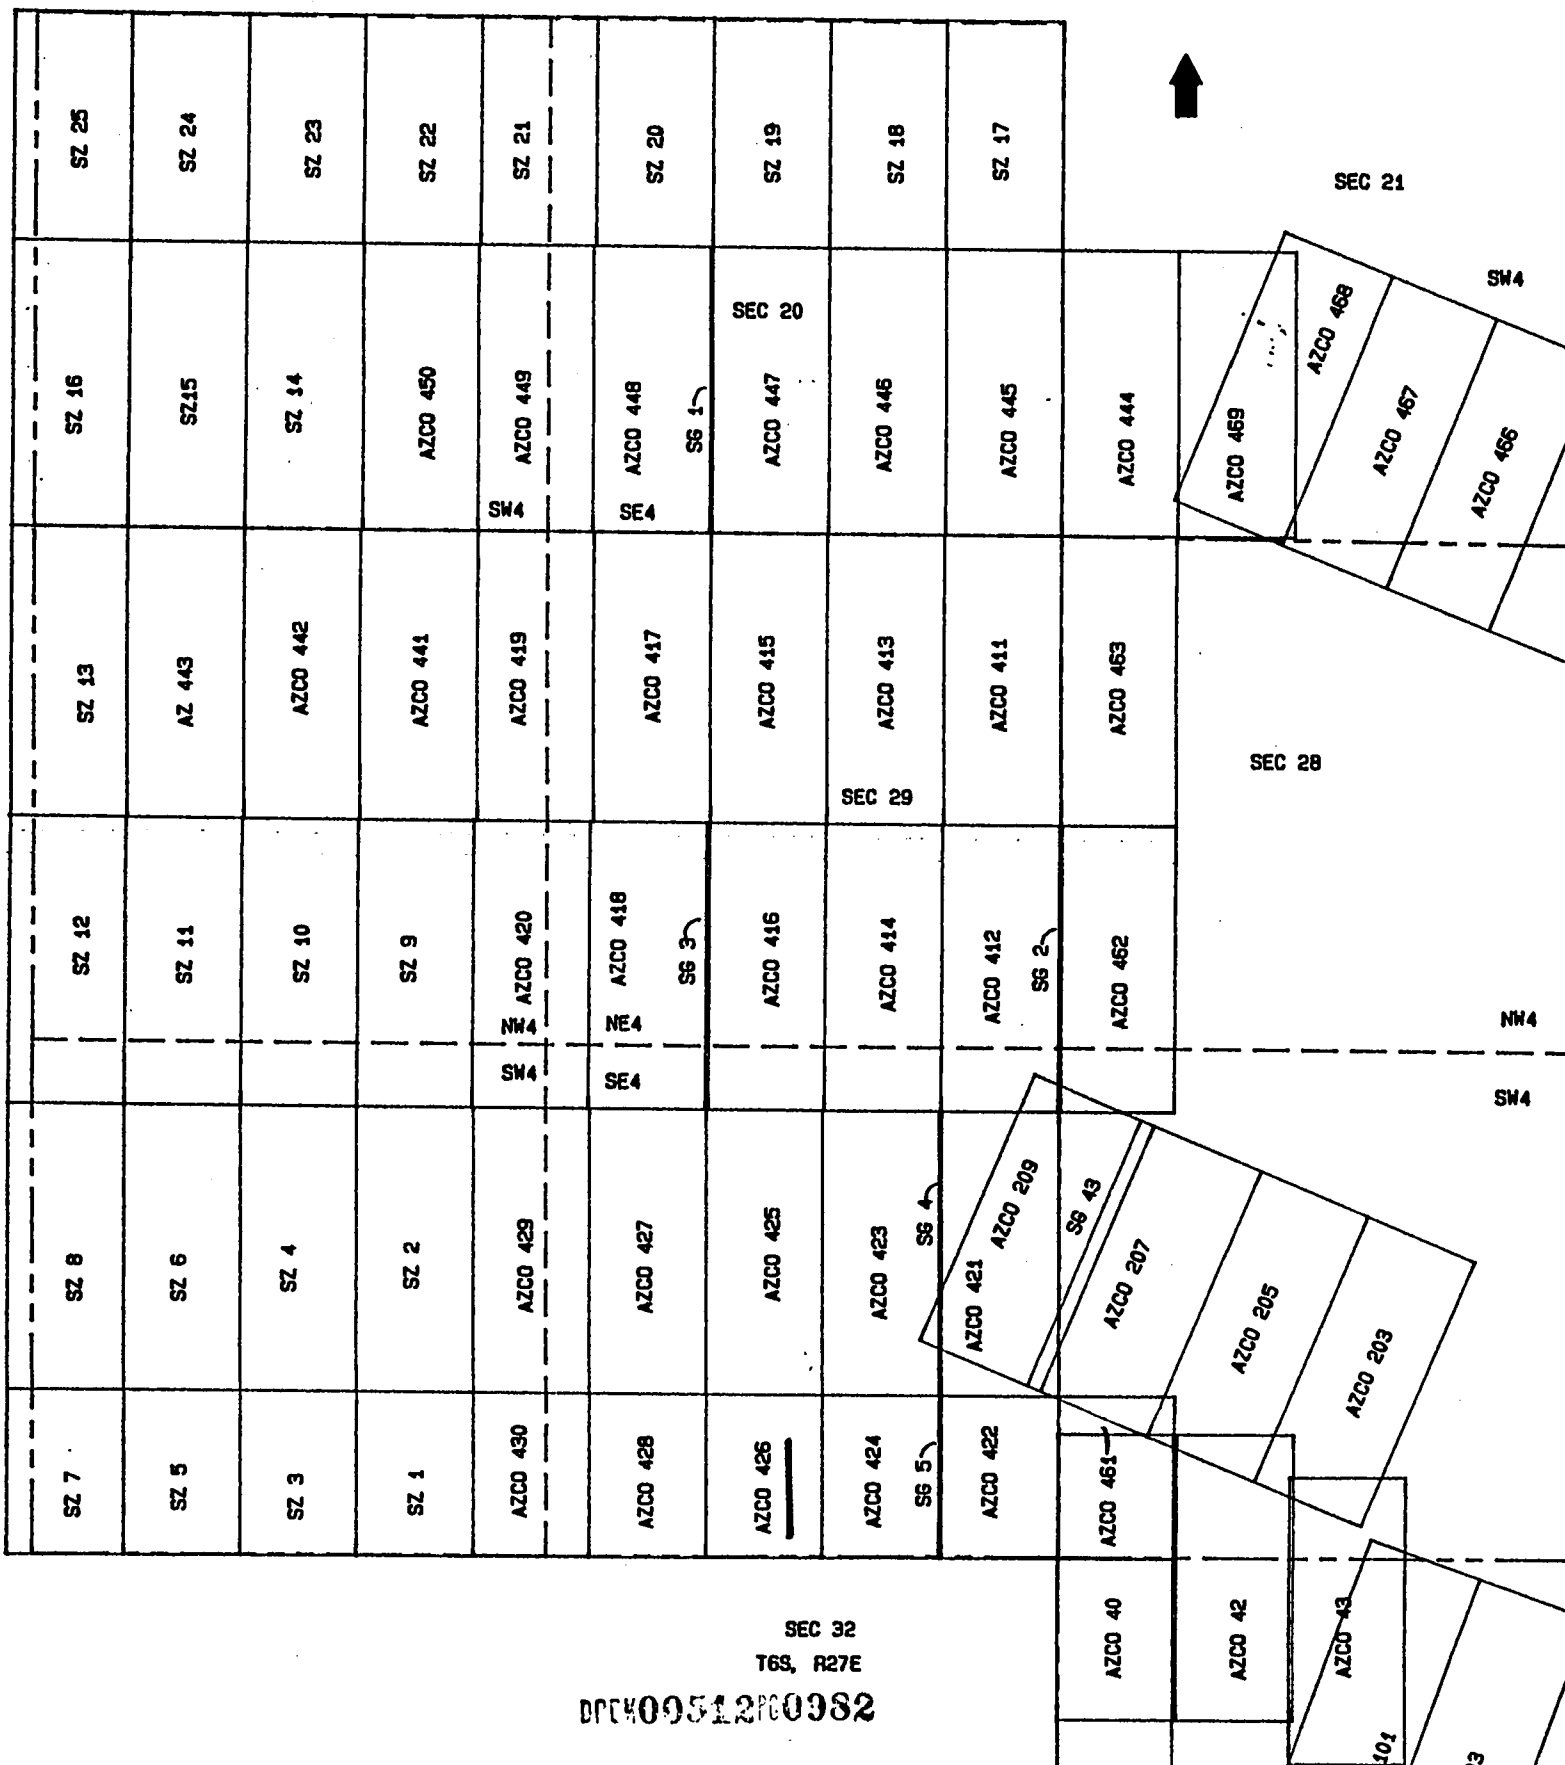 SZ 25
SZ 24
SZ 23
SZ 22
SZ 21
SZ 20
SZ 19
SZ 18
SZ 17
SEC 21
SW4
SEC 20
SZ 16
SZ15
SZ 14
AZCO 450
AZCO 449
AZCO 448
SG 1
AZCO 447
AZCO 446
AZCO 445
AZCO 444
AZCO 469
AZCO 468
AZCO 467
AZCO 466
SW4
SE4
SZ 13
AZ 443
AZCO 442
AZCO 441
AZCO 419
AZCO 417
AZCO 415
AZCO 413
AZCO 411
AZCO 463
SEC 28
SEC 29
SZ 12
SZ 11
SZ 10
SZ 9
AZCO 420
AZCO 418
SG 3
AZCO 416
AZCO 414
AZCO 412
SG 2
AZCO 462
NW4
NE4
NW4
SW4
SE4
SW4
SZ 8
SZ 6
SZ 4
SZ 2
AZCO 429
AZCO 427
AZCO 425
AZCO 423
SG 4
AZCO 421
AZCO 209
SG 43
AZCO 207
AZCO 205
AZCO 203
SZ 7
SZ 5
SZ 3
SZ 1
AZCO 430
AZCO 428
AZCO 426
AZCO 424
SG 5
AZCO 422
AZCO 461
AZCO 40
AZCO 42
AZCO 43
SEC 32
T6S, R27E
00512 0982
101